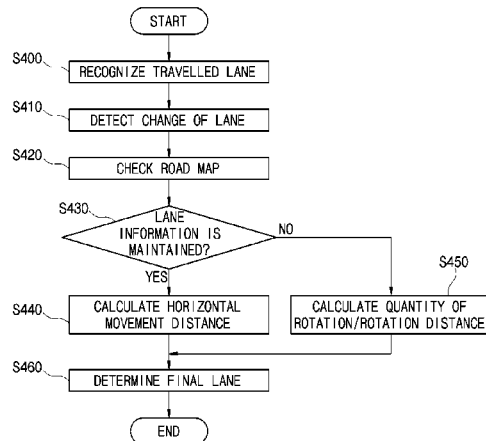 START
S400
RECOGNIZE TRAVELLED LANE
S410
DETECT CHANGE OF LANE
S420
CHECK ROAD MAP
S430
LANE
INFORMATION IS
MAINTAINED?
NO
YES
S440
CALCULATE HORIZONTAL
MOVEMENT DISTANCE
S450
CALCULATE QUANTITY OF
ROTATION/ROTATION DISTANCE
S460
DETERMINE FINAL LANE
END